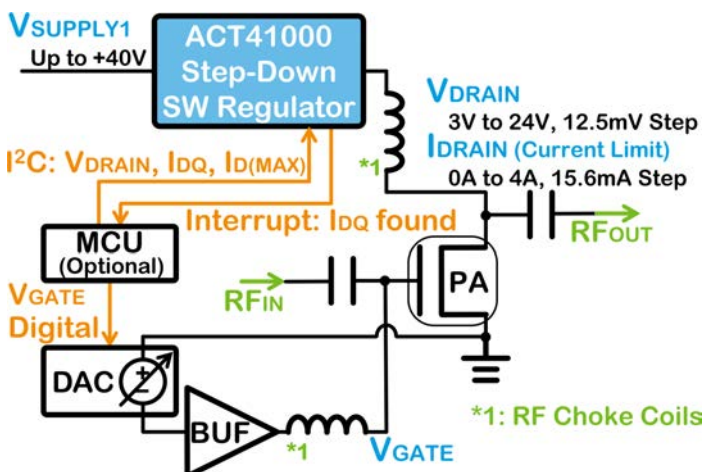 VSUPPLY1
Up to +40V
ACT41000
Step-Down
SW Regulator
VDRAIN
3V to 24V, 12.5mV Step
IDRAIN (Current Limit)
0A to 4A, 15.6mA Step
*1
I²C: VDRAIN, IDQ, ID(MAX)
Interrupt: IDQ found
MCU
(Optional)
RFOUT
RFIN
PA
VGATE
Digital
DAC
+
−
BUF
*1
VGATE
*1: RF Choke Coils